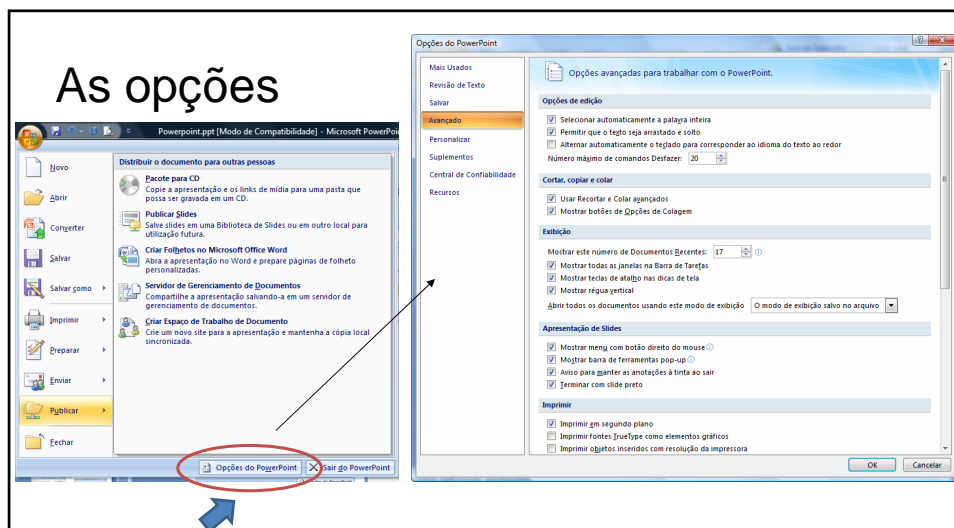 As opções
Powerpoint.ppt [Modo de Compatibilidade] - Microsoft PowerPoi
Novo
Abrir
Converter
Salvar
Salvar como
Imprimir
Preparar
Enviar
Publicar
Fechar
Distribuir o documento para outras pessoas
Pacote para CD
Copie a apresentação e os links de mídia para uma pasta que
possa ser gravada em um CD.
Publicar Slides
Salve slides em uma Biblioteca de Slides ou em outro local para
utilização futura.
Criar Folhetos no Microsoft Office Word
Abra a apresentação no Word e prepare páginas de folheto
personalizadas.
Servidor de Gerenciamento de Documentos
Compartilhe a apresentação salvando-a em um servidor de
gerenciamento de documentos.
Criar Espaço de Trabalho de Documento
Crie um novo site para a apresentação e mantenha a cópia local
sincronizada.
Opções do PowerPoint
Sair do PowerPoint
Opções do PowerPoint
Mais Usados
Revisão de Texto
Salvar
Avançado
Personalizar
Suplementos
Central de Confiabilidade
Recursos
Opções avançadas para trabalhar com o PowerPoint.
Opções de edição
Selecionar automaticamente a palavra inteira
Permitir que o texto seja arrastado e solto
Alternar automaticamente o teclado para corresponder ao idioma do texto ao redor
Número máximo de comandos Desfazer: 20
Cortar, copiar e colar
Usar Recortar e Colar avançados
Mostrar botões de Opções de Colagem
Exibição
Mostrar este número de Documentos Recentes: 17
Mostrar todas as janelas na Barra de Tarefas
Mostrar teclas de atalho nas dicas de tela
Mostrar régua vertical
Abrir todos os documentos usando este modo de exibição O modo de exibição salvo no arquivo
Apresentação de Slides
Mostrar menu com botão direito do mouse
Mostrar barra de ferramentas pop-up
Aviso para manter as anotações à tinta ao sair
Terminar com slide preto
Imprimir
Imprimir em segundo plano
Imprimir fontes TrueType como elementos gráficos
Imprimir objetos inseridos com resolução da impressora
OK
Cancelar